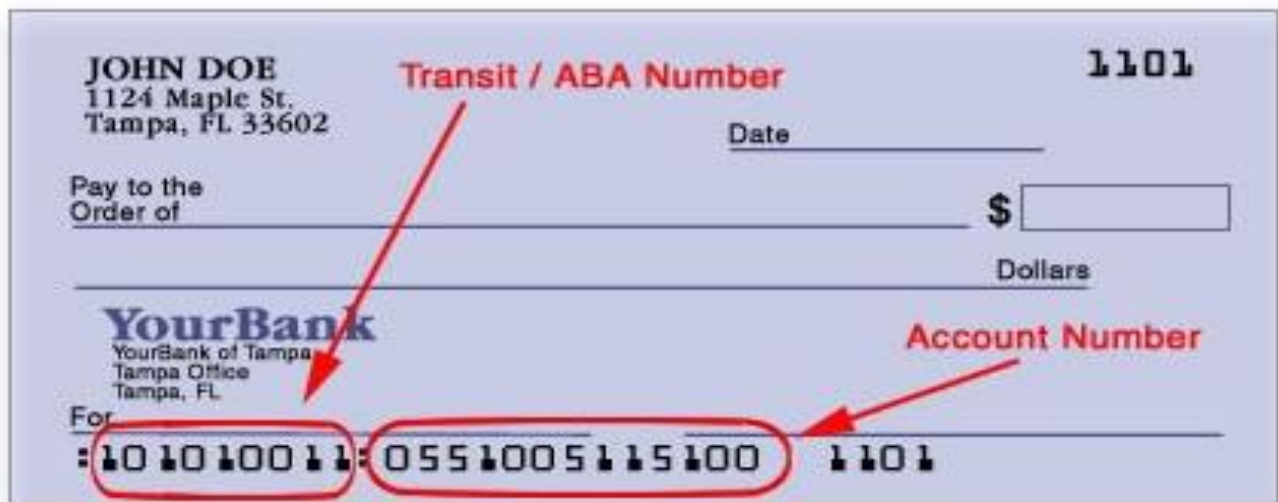 JOHN DOE
1124 Maple St.
Tampa, FL 33602
Transit / ABA Number
1101
Date
Pay to the
Order of
$
Dollars
YourBank
YourBank of Tampa
Tampa Office
Tampa, FL
Account Number
For
⑆101010011⑆ 0551005115100 1101